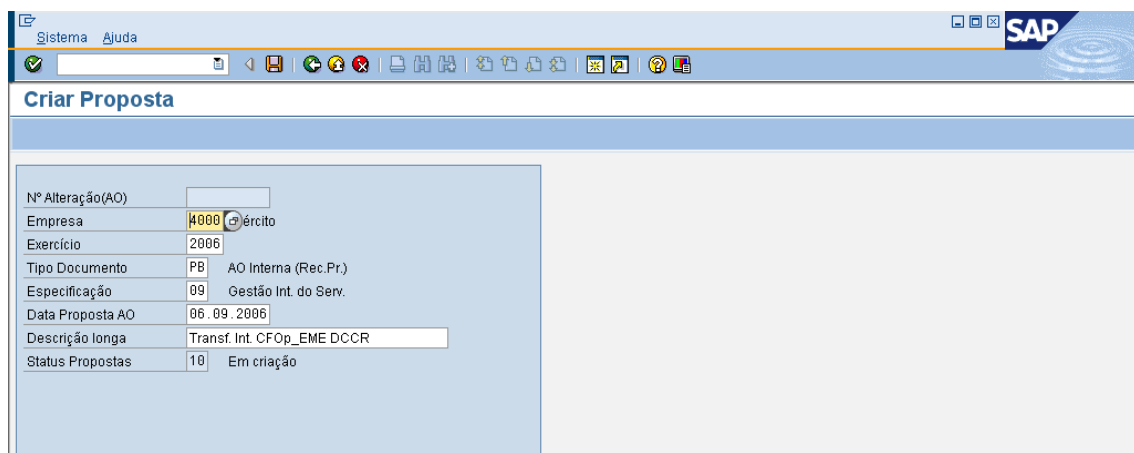 SAP
Sistema Ajuda
Criar Proposta
Nº Alteração(AO)
Empresa 4000 ército
Exercício 2006
Tipo Documento PB AO Interna (Rec.Pr.)
Especificação 09 Gestão Int. do Serv.
Data Proposta AO 06.09.2006
Descrição longa Transf. Int. CFOp_EME DCCR
Status Propostas 10 Em criação